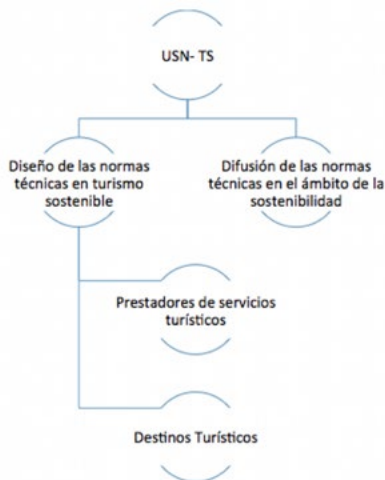 USN- TS
Diseño de las normas
técnicas en turismo
sostenible
Difusión de las normas
técnicas en el ámbito de la
sostenibilidad
Prestadores de servicios
turísticos
Destinos Turísticos